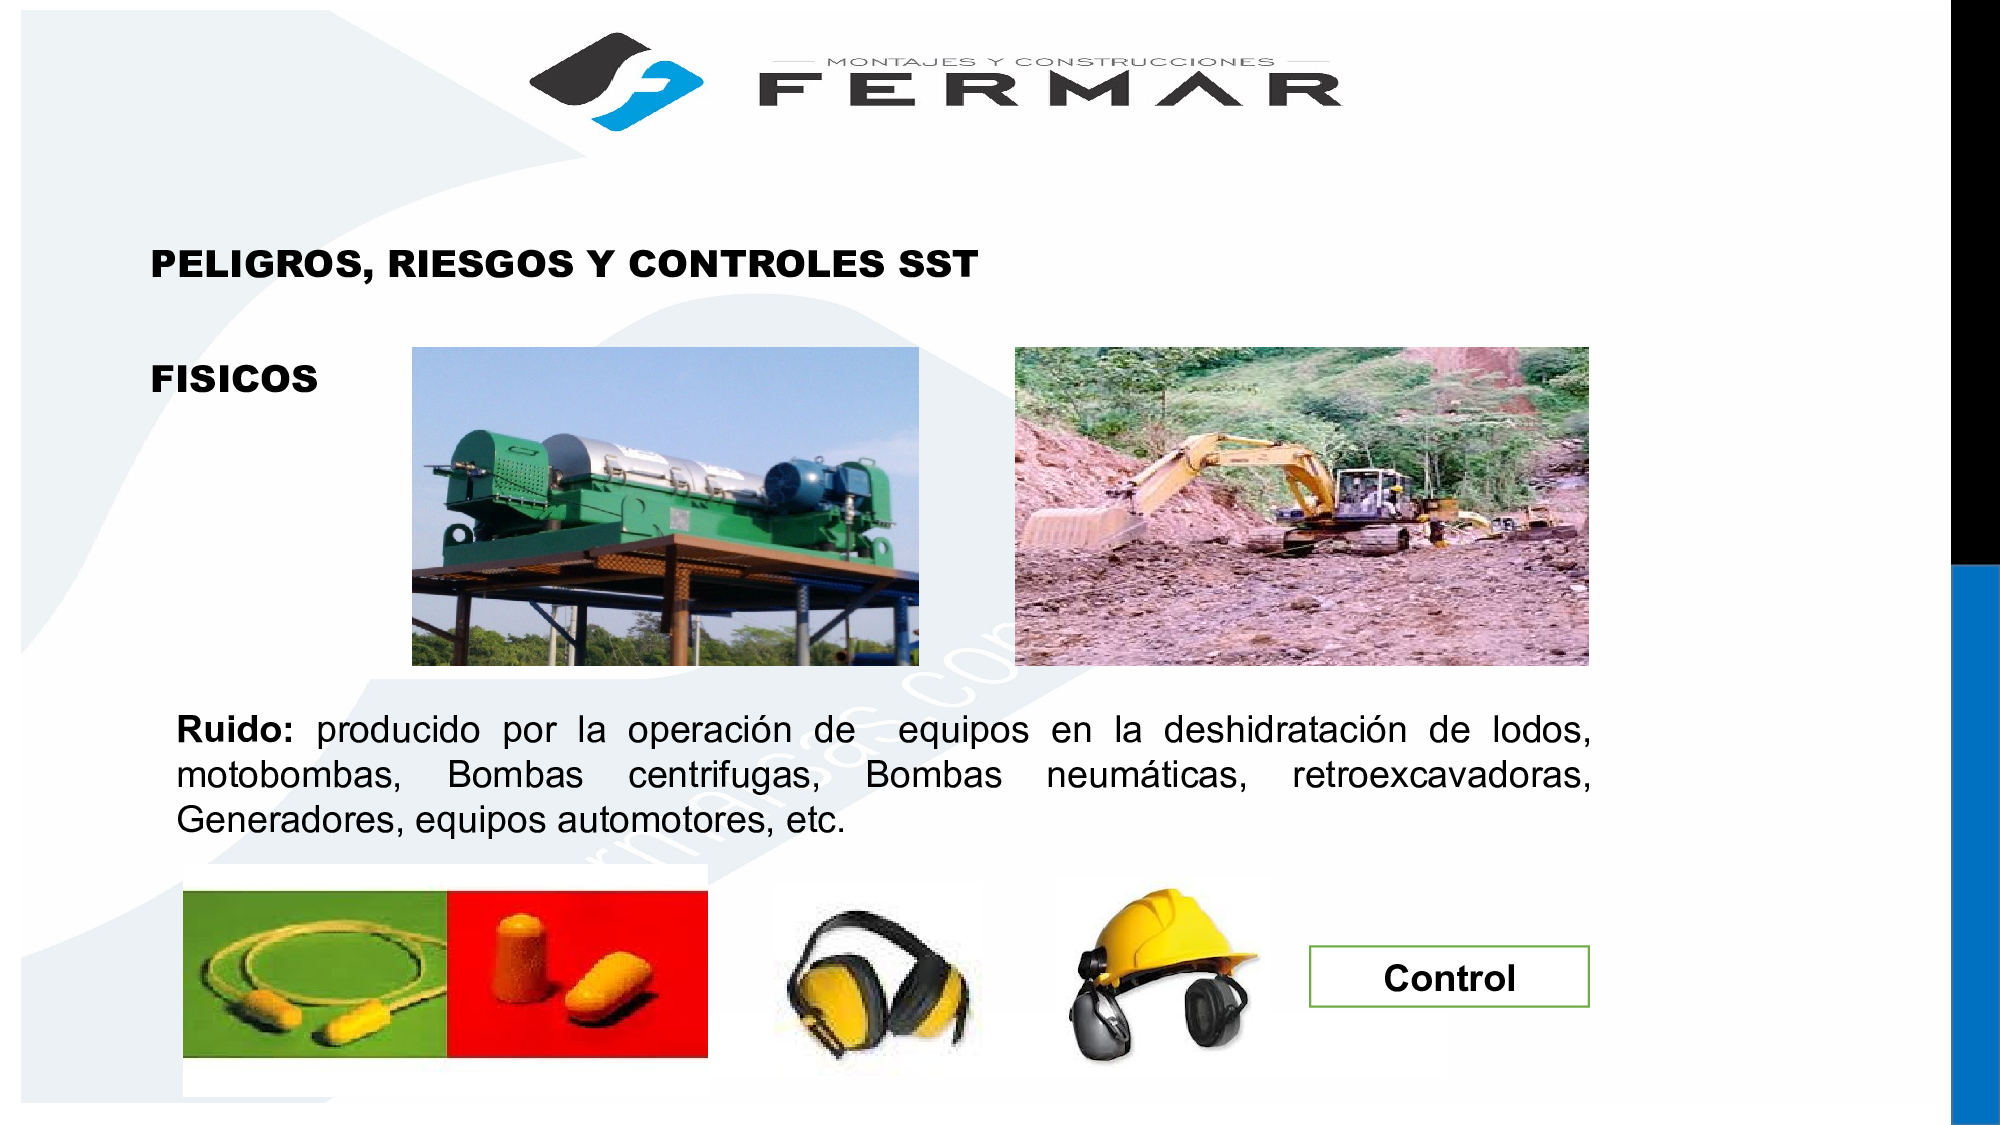 MONTAJES Y CONSTRUCCIONES
FERMAR
PELIGROS, RIESGOS Y CONTROLES SST
FISICOS
Ruido: producido por la operación de equipos en la deshidratación de lodos,
motobombas, Bombas centrifugas, Bombas neumáticas, retroexcavadoras,
Generadores, equipos automotores, etc.
Control